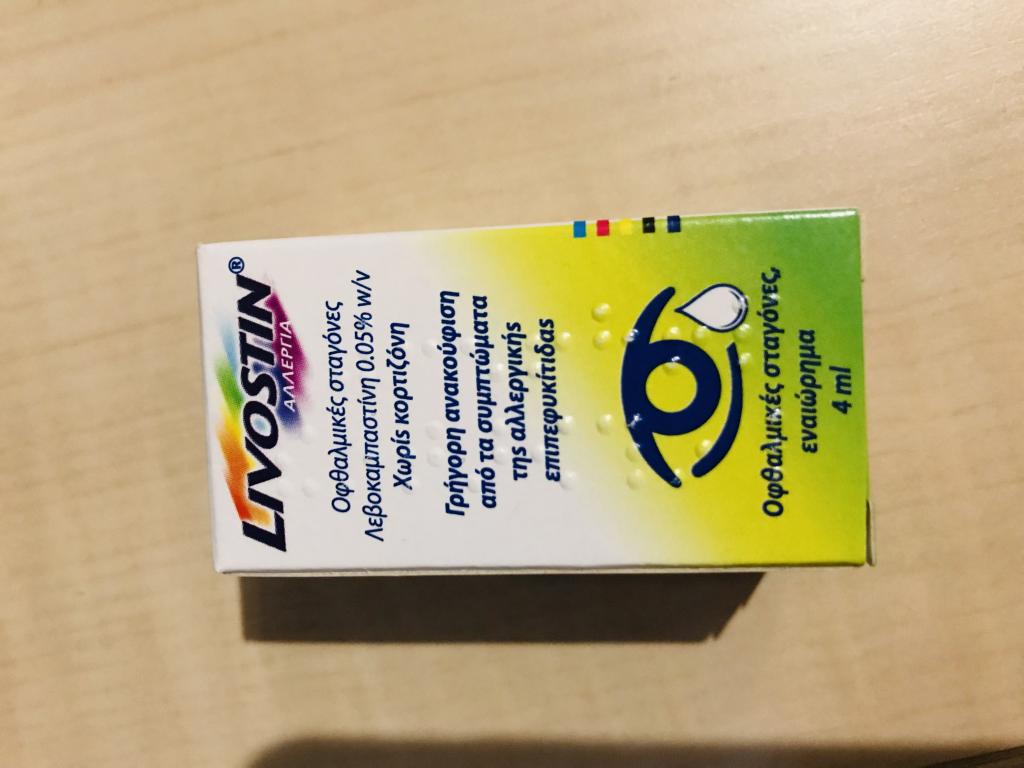 LIVOSTIN®
ΑΛΛΕΡΓΙΑ
Οφθαλμικές σταγόνες
Λεβοκαμπαστίνη 0.05% w/v
Χωρίς κορτιζόνη
Γρήγορη ανακούφιση
από τα συμπτώματα
της αλλεργικής
επιπεφυκίτιδας
Οφθαλμικές σταγόνες,
εναιώρημα
4 ml